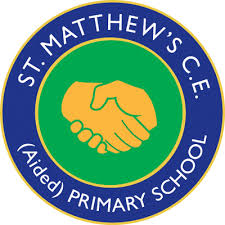 ST. MATTHEW'S C.E.
(Aided) PRIMARY SCHOOL